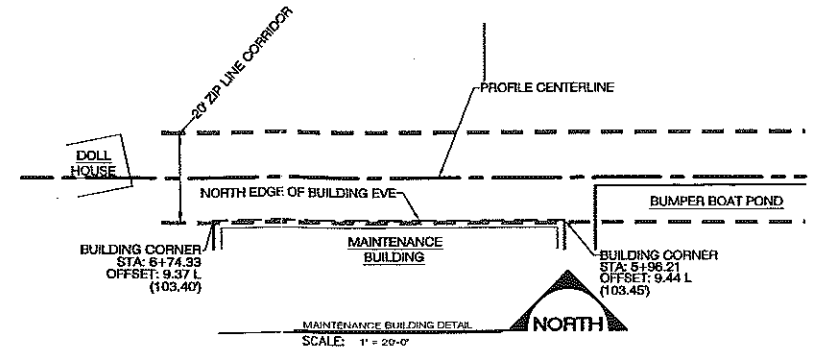 20' ZIP LINE CORRIDOR
PROFILE CENTERLINE
DOLL
HOUSE
NORTH EDGE OF BUILDING EVE
BUMPER BOAT POND
BUILDING CORNER
STA: 6+74.33
OFFSET: 9.37 L
(103.40')
MAINTENANCE
BUILDING
BUILDING CORNER
STA: 5+96.21
OFFSET: 9.44 L
(103.45')
MAINTENANCE BUILDING DETAIL
SCALE: 1" = 20'-0"
NORTH